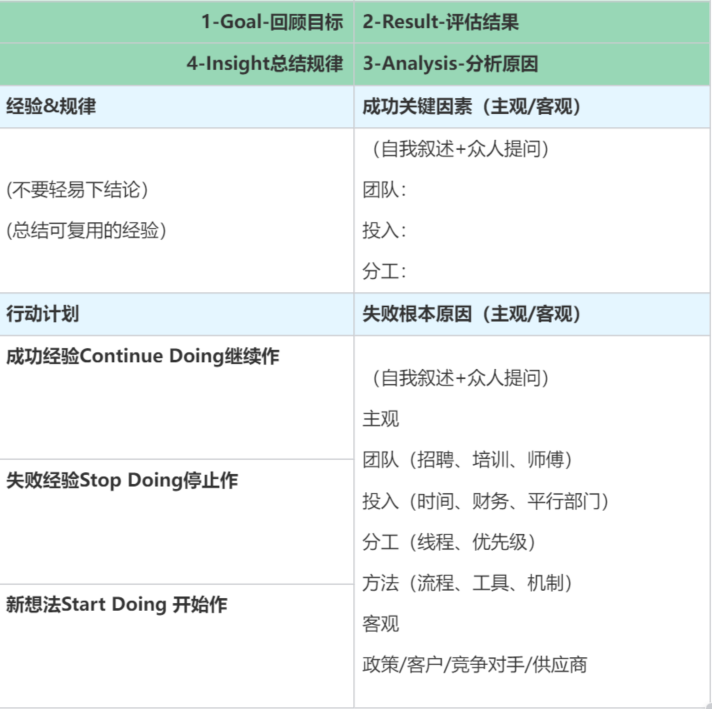 1-Goal-回顾目标
2-Result-评估结果
4-Insight总结规律
3-Analysis-分析原因
经验&规律
成功关键因素（主观/客观）
(不要轻易下结论）
(总结可复用的经验）
（自我叙述+众人提问）
团队：
投入：
分工：
行动计划
失败根本原因（主观/客观）
成功经验Continue Doing继续作
失败经验Stop Doing停止作
新想法Start Doing 开始作
（自我叙述+众人提问）
主观
团队（招聘、培训、师傅）
投入（时间、财务、平行部门）
分工（线程、优先级）
方法（流程、工具、机制）
客观
政策/客户/竞争对手/供应商